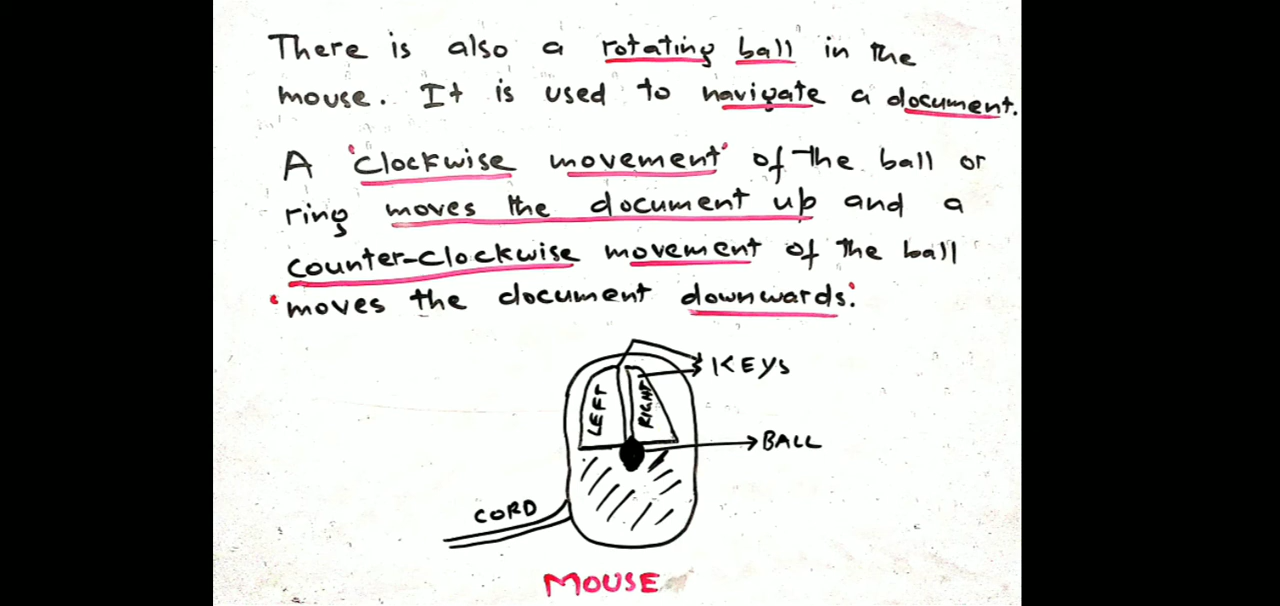 There is also a rotating ball in the
mouse. It is used to navigate a document.
A 'clockwise movement' of the ball or
ring moves the document up and a
counter-clockwise movement of the ball
'moves the document downwards.'
KEYS
LEFT
RIGHT
BALL
CORD
MOUSE